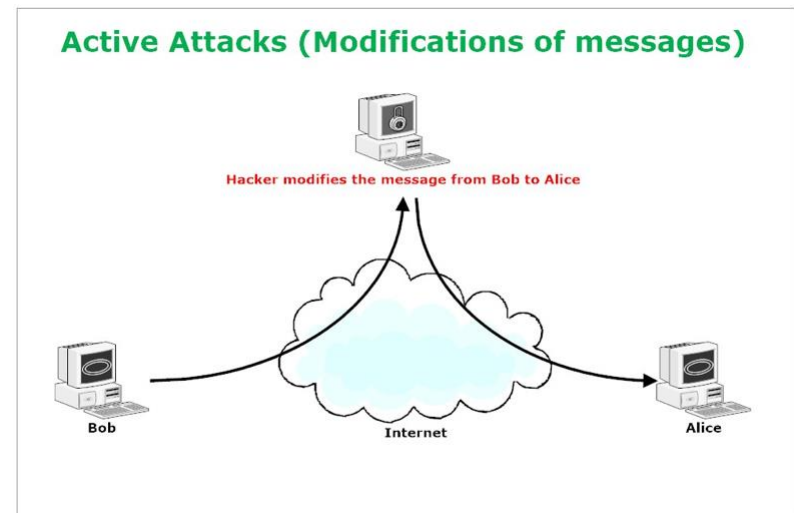 Active Attacks (Modifications of messages)
Hacker modifies the message from Bob to Alice
Bob
Internet
Alice